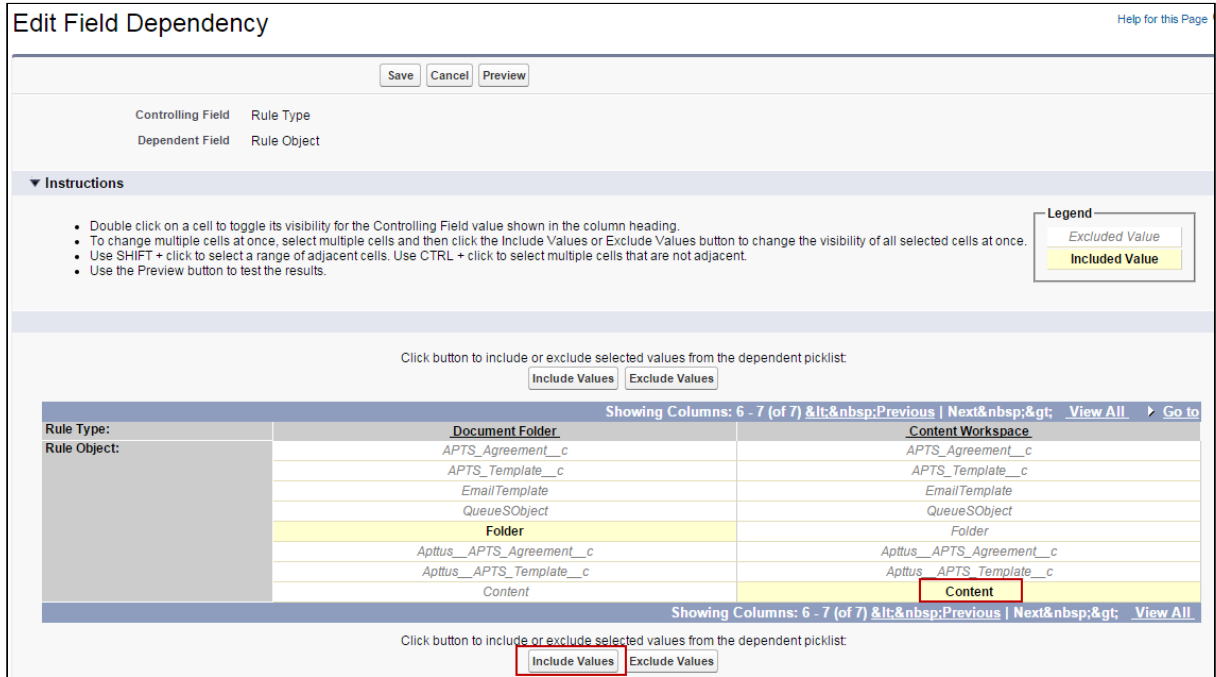 Edit Field Dependency
Help for this Page
Save Cancel Preview
Controlling Field Rule Type
Dependent Field Rule Object
▼ Instructions
• Double click on a cell to toggle its visibility for the Controlling Field value shown in the column heading.
• To change multiple cells at once, select multiple cells and then click the Include Values or Exclude Values button to change the visibility of all selected cells at once.
• Use SHIFT + click to select a range of adjacent cells. Use CTRL + click to select multiple cells that are not adjacent.
• Use the Preview button to test the results.
Legend
Excluded Value
Included Value
Click button to include or exclude selected values from the dependent picklist:
Include Values Exclude Values
Showing Columns: 6 - 7 (of 7) &lt;&nbsp;Previous | Next&nbsp;&gt; View All Go to
Rule Type: Document Folder Content Workspace
Rule Object: APTS_Agreement__c APTS_Agreement__c
APTS_Template__c APTS_Template__c
EmailTemplate EmailTemplate
QueueSObject QueueSObject
Folder Folder
Apttus__APTS_Agreement__c Apttus__APTS_Agreement__c
Apttus__APTS_Template__c Apttus__APTS_Template__c
Content Content
Showing Columns: 6 - 7 (of 7) &lt;&nbsp;Previous | Next&nbsp;&gt; View All
Click button to include or exclude selected values from the dependent picklist:
Include Values Exclude Values